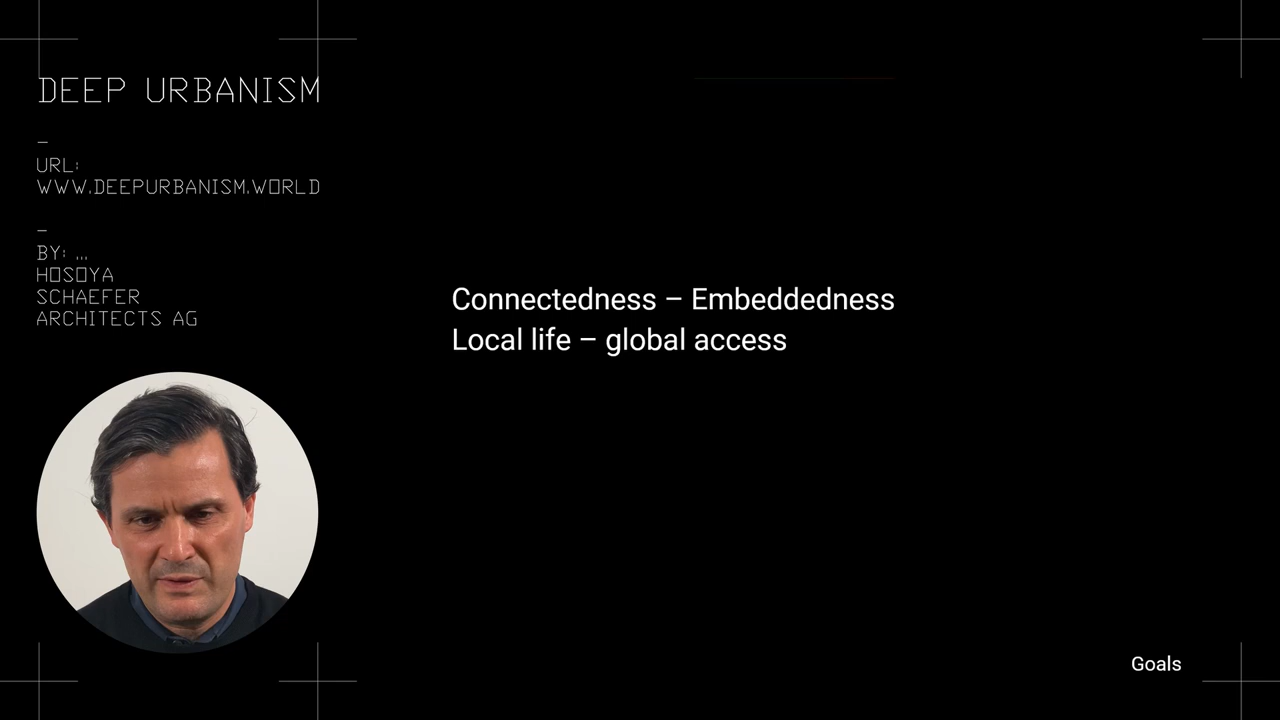 DEEP URBANISM
–
URL:
WWW.DEEPURBANISM.WORLD
–
BY: ...
HOSOYA
SCHAEFER
ARCHITECTS AG
Connectedness – Embeddedness
Local life – global access
Goals